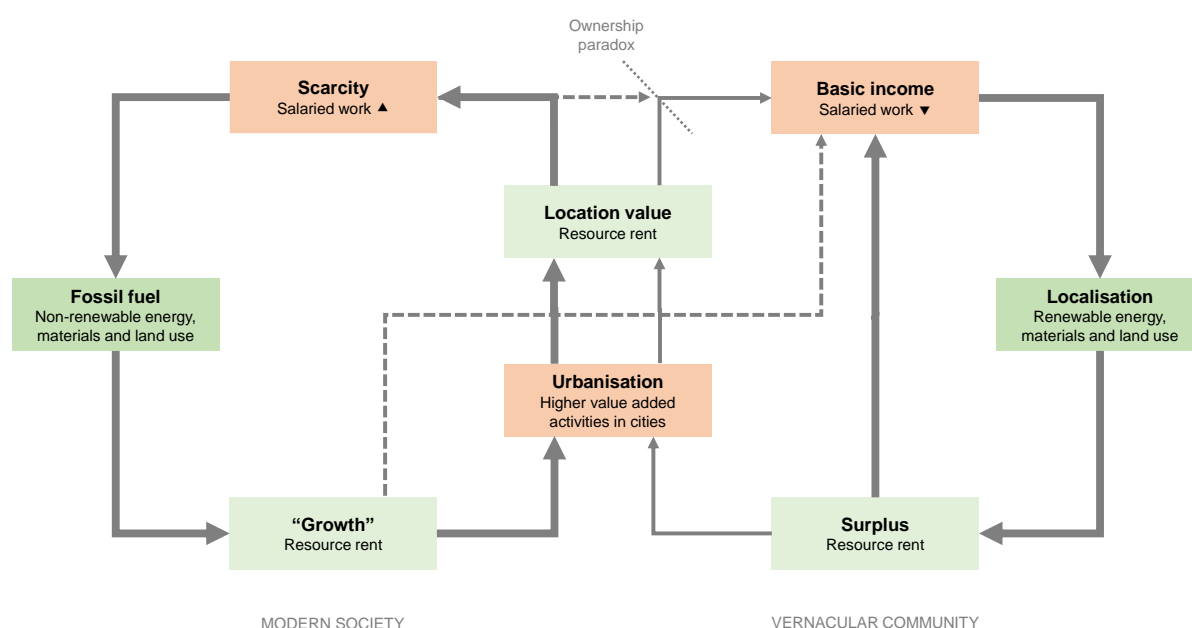 Ownership
paradox
Scarcity
Salaried work ▲
Basic income
Salaried work ▼
Location value
Resource rent
Fossil fuel
Non-renewable energy,
materials and land use
Localisation
Renewable energy,
materials and land use
Urbanisation
Higher value added
activities in cities
“Growth”
Resource rent
Surplus
Resource rent
MODERN SOCIETY
VERNACULAR COMMUNITY